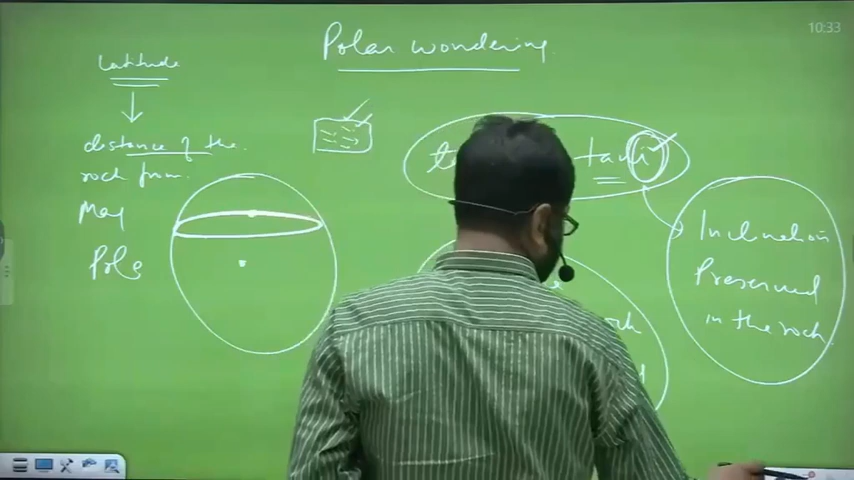 Polar wondering
10:33
Latitude
distance of the
rock from
Mag
Pole
Inclination
Preserved
in the rock